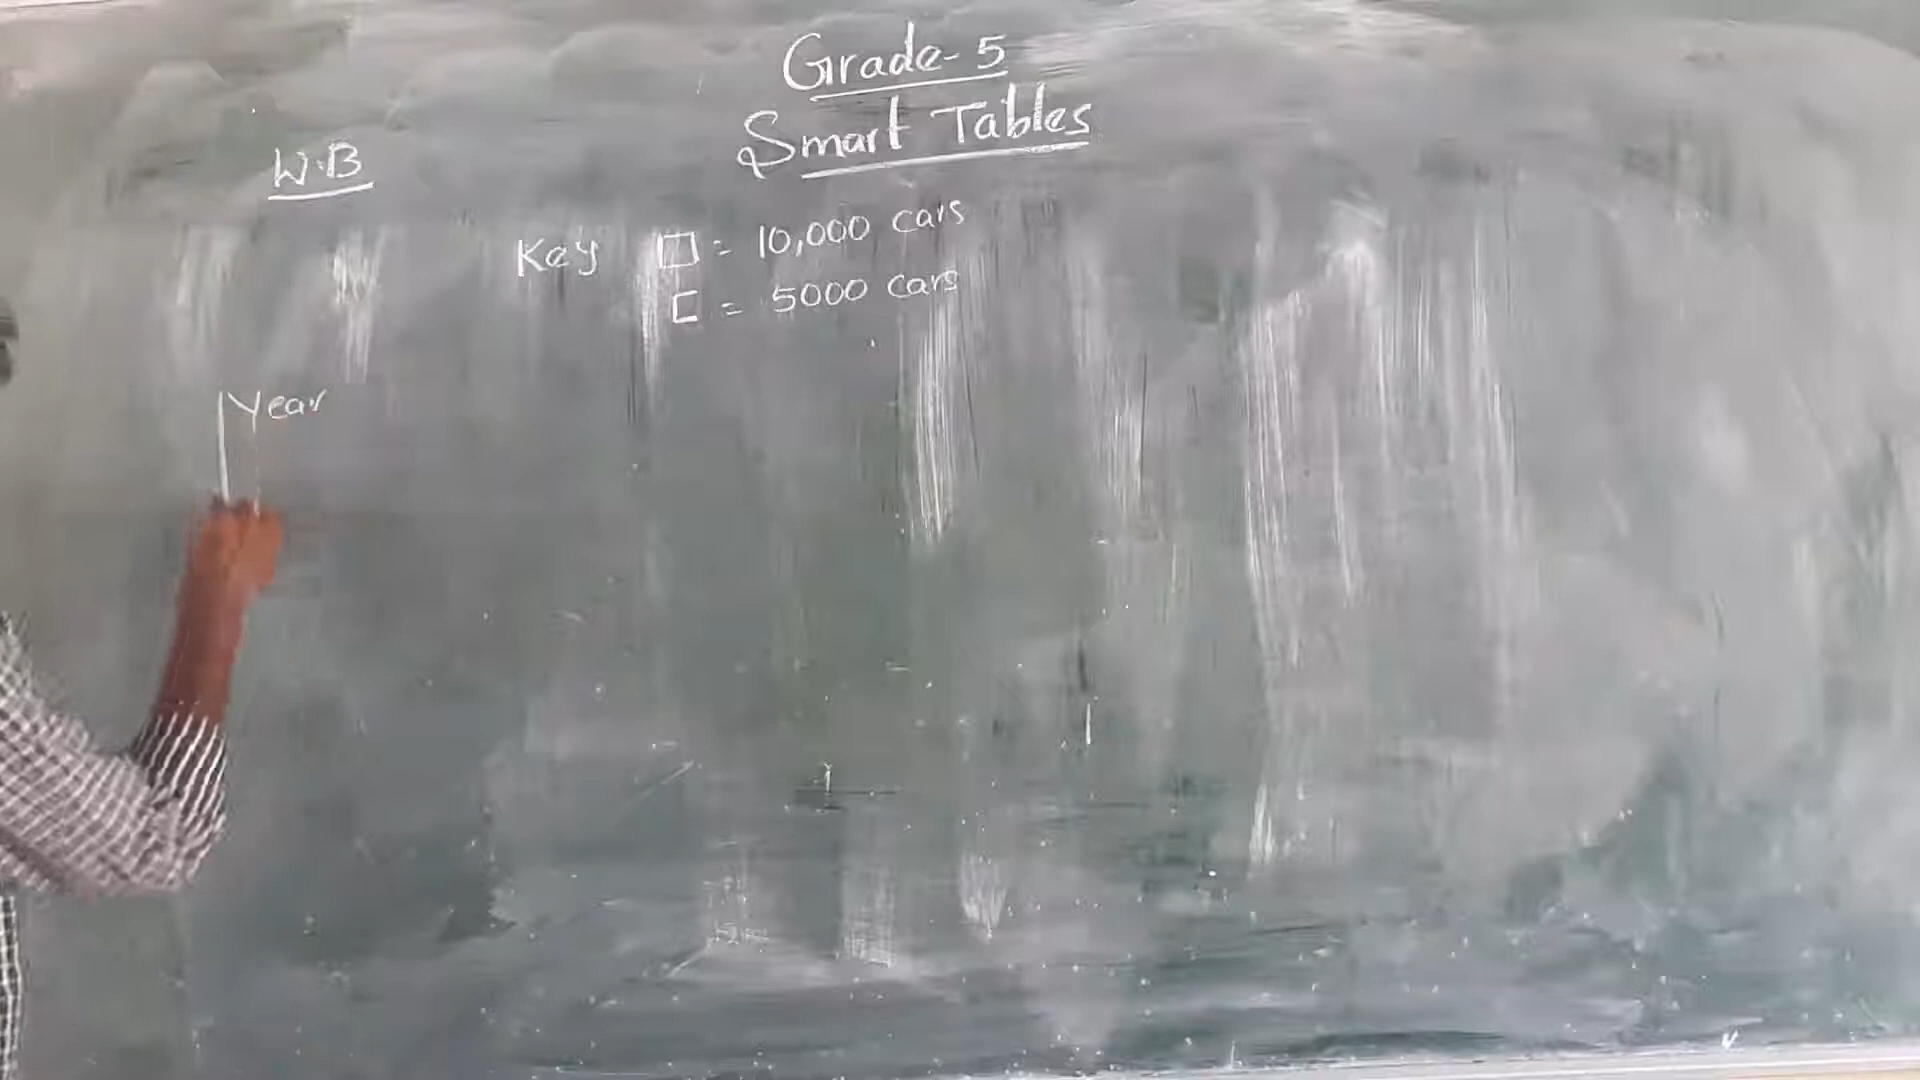 Grade-5
Smart Tables
W.B
Key □ = 10,000 cars
⊏ = 5000 cars
Year